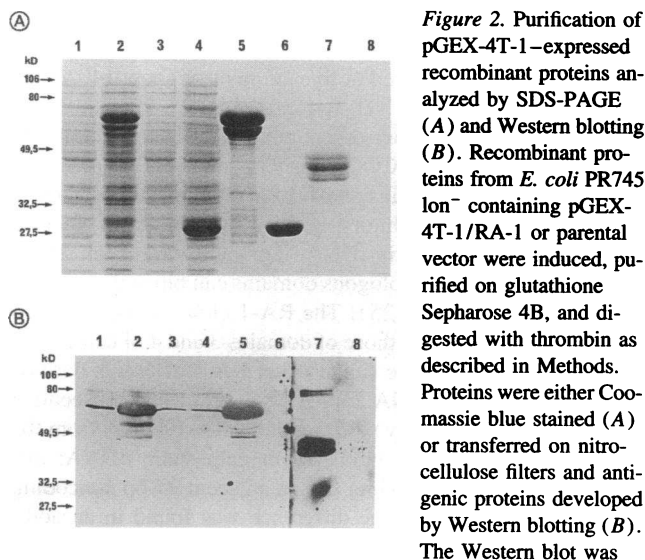 A
1 2 3 4 5 6 7 8
kD
106
80
49,5
32,5
27,5
B
1 2 3 4 5 6 7 8
kD
106
80
49,5
32,5
27,5
Figure 2. Purification of
pGEX-4T-1–expressed
recombinant proteins an-
alyzed by SDS-PAGE
(A) and Western blotting
(B). Recombinant pro-
teins from E. coli PR745
lon⁻ containing pGEX-
4T-1/RA-1 or parental
vector were induced, pu-
rified on glutathione
Sepharose 4B, and di-
gested with thrombin as
described in Methods.
Proteins were either Coo-
massie blue stained (A)
or transferred on nitro-
cellulose filters and anti-
genic proteins developed
by Western blotting (B).
The Western blot was